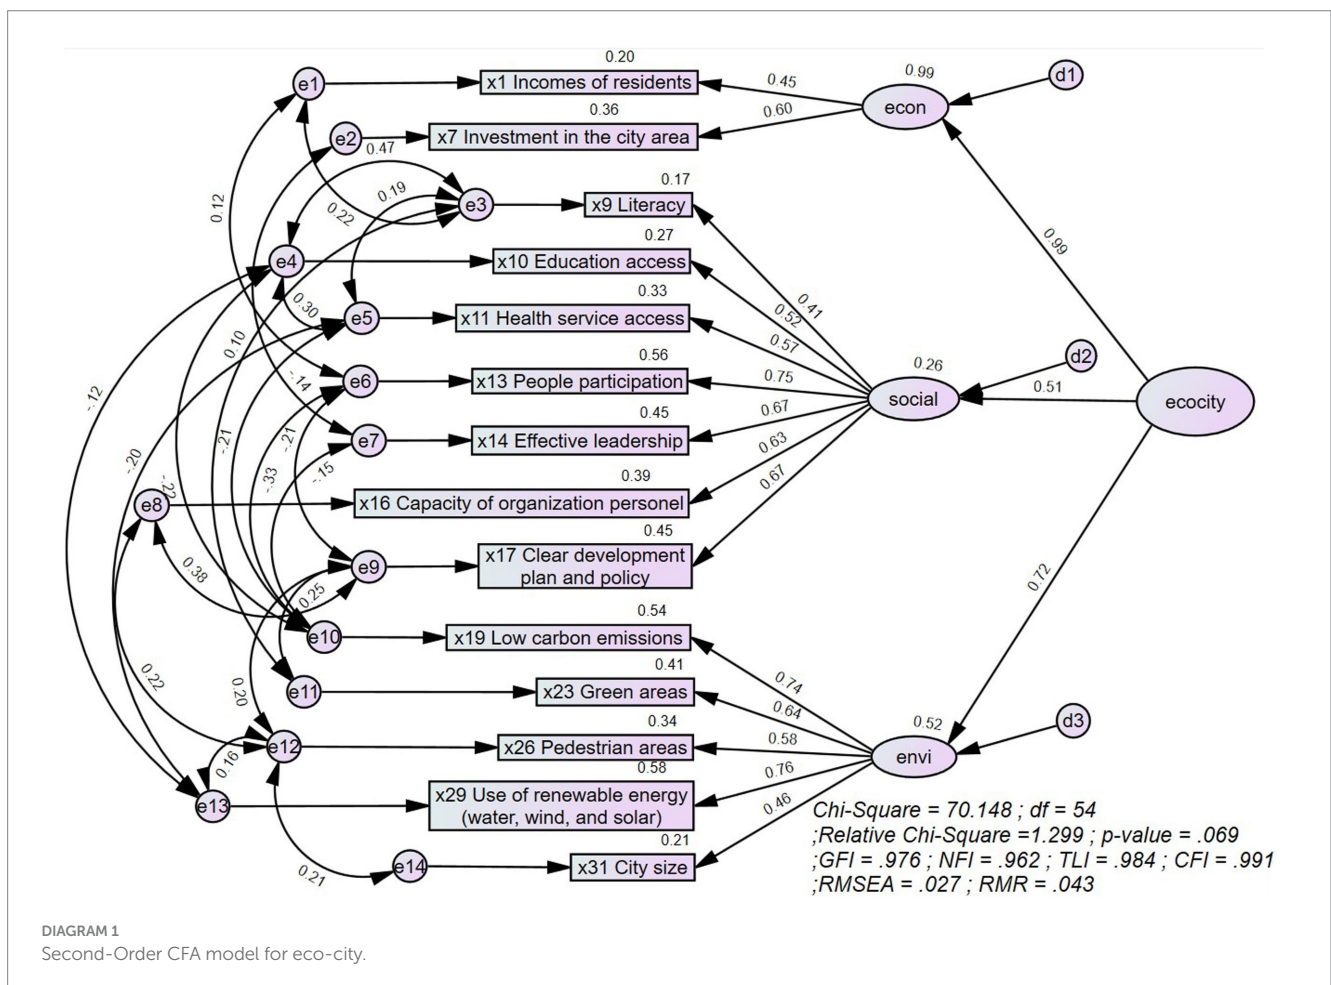 0.20
e1
x1 Incomes of residents
0.45
0.99
econ
d1
0.36
e2
0.47
x7 Investment in the city area
0.60
0.17
0.12
0.19
0.22
e3
x9 Literacy
0.99
0.27
e4
x10 Education access
0.41
0.33
0.30
e5
x11 Health service access
0.52
0.57
0.10
0.56
e6
x13 People participation
0.75
0.26
social
d2
0.51
ecocity
-.12
-.14
0.45
e7
x14 Effective leadership
0.67
-.21
-.21
-.20
-.15
-.33
0.39
-.22
e8
x16 Capacity of organization personel
0.63
0.67
0.45
0.38
e9
x17 Clear development
plan and policy
0.25
0.72
0.54
e10
x19 Low carbon emissions
0.74
0.41
0.22
0.20
e11
x23 Green areas
0.64
0.34
e12
x26 Pedestrian areas
0.58
0.52
envi
d3
0.16
0.58
e13
x29 Use of renewable energy
(water, wind, and solar)
0.76
0.21
0.21
e14
x31 City size
0.46
Chi-Square = 70.148 ; df = 54
;Relative Chi-Square =1.299 ; p-value = .069
;GFI = .976 ; NFI = .962 ; TLI = .984 ; CFI = .991
;RMSEA = .027 ; RMR = .043
DIAGRAM 1
Second-Order CFA model for eco-city.